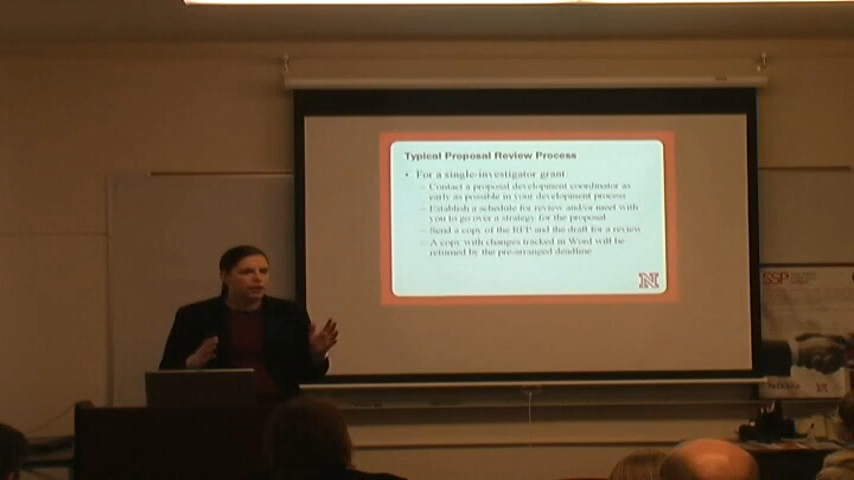 Typical Proposal Review Process
• For a single-investigator grant
– Contact a proposal development coordinator as
early as possible in your development process
– Establish a schedule for review and/or meet with
you to go over a strategy for the proposal
– Send a copy of the RFP and the draft for a review
– A copy with changes tracked in Word will be
returned by the pre-arranged deadline
N
SSP
N